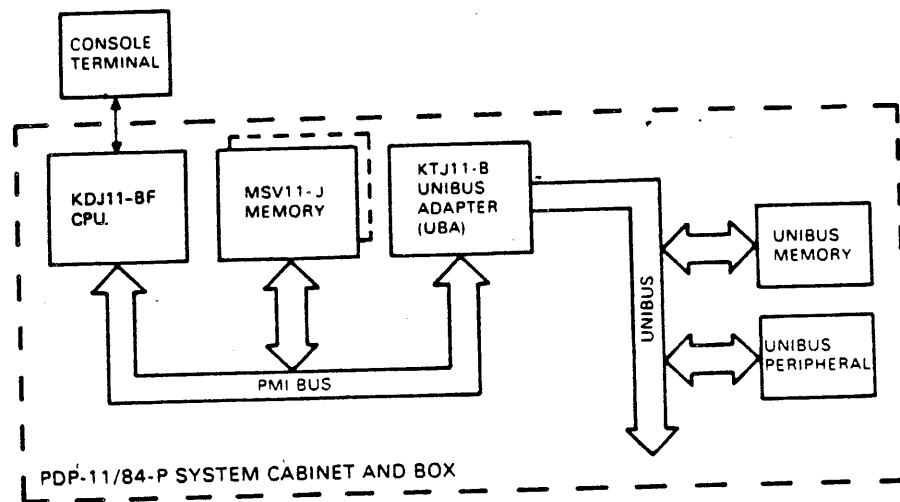 CONSOLE
TERMINAL
KDJ11-BF
CPU.
MSV11-J
MEMORY
KTJ11-B
UNIBUS
ADAPTER
(UBA)
UNIBUS
MEMORY
UNIBUS
UNIBUS
PERIPHERAL
PMI BUS
PDP-11/84-P SYSTEM CABINET AND BOX